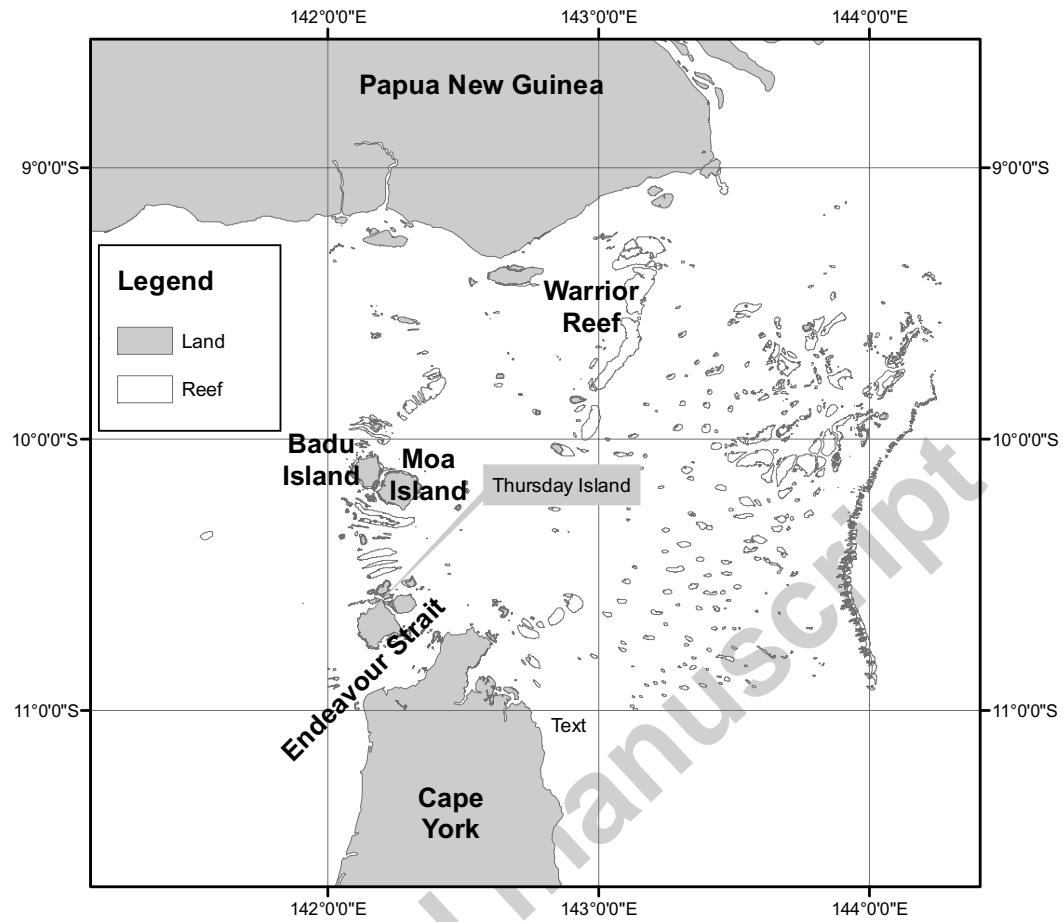 142°0'0"E 143°0'0"E 144°0'0"E
Papua New Guinea
9°0'0"S 9°0'0"S
Legend
Land
Reef
Warrior
Reef
10°0'0"S 10°0'0"S
Badu
Island
Moa
Island
Thursday Island
Endeavour Strait
11°0'0"S 11°0'0"S
Text
Cape
York
142°0'0"E 143°0'0"E 144°0'0"E